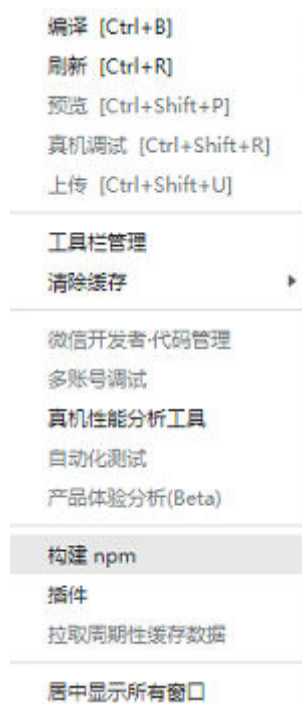 编译 [Ctrl+B]
刷新 [Ctrl+R]
预览 [Ctrl+Shift+P]
真机调试 [Ctrl+Shift+R]
上传 [Ctrl+Shift+U]
工具栏管理
清除缓存
微信开发者·代码管理
多账号调试
真机性能分析工具
自动化测试
产品体验分析(Beta)
构建 npm
插件
拉取周期性缓存数据
居中显示所有窗口